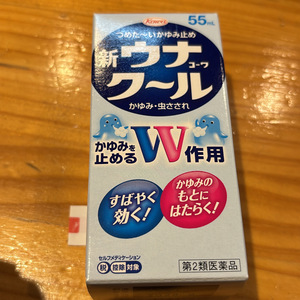 Kowa
55mL
つめた〜いかゆみ止め
新ウナ
コーワ
クール
かゆみ・虫さされ
かゆみを
止める
W作用
すばやく
効く!
かゆみの
もとに
はたらく!
セルフメディケーション
税 控除 対象
第2類医薬品